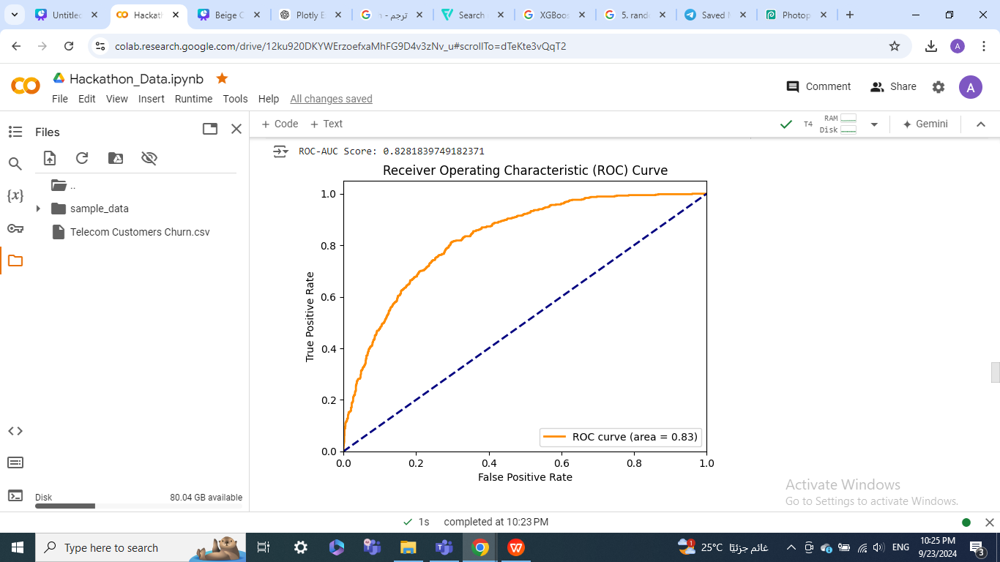 Untitled
Hackat
Beige C
Plotly E
ترجم - n
Search
XGBoos
5. rand
Saved M
Photop
colab.research.google.com/drive/12ku920DKYWErzoefxaMhFG9D4v3zNv_u#scrollTo=dTeKte3vQqT2
A
Hackathon_Data.ipynb
Comment
Share
A
File Edit View Insert Runtime Tools Help All changes saved
Files
+ Code + Text
T4
RAM
Disk
Gemini
ROC-AUC Score: 0.8281839749182371
{x}
..
sample_data
Telecom Customers Churn.csv
Receiver Operating Characteristic (ROC) Curve
1.0
0.8
0.6
0.4
0.2
0.0
True Positive Rate
ROC curve (area = 0.83)
0.0 0.2 0.4 0.6 0.8 1.0
False Positive Rate
Disk 80.04 GB available
Activate Windows
Go to Settings to activate Windows.
1s completed at 10:23 PM
Type here to search
1
25°C غائم جزئيًا
ENG
10:25 PM
9/23/2024
3